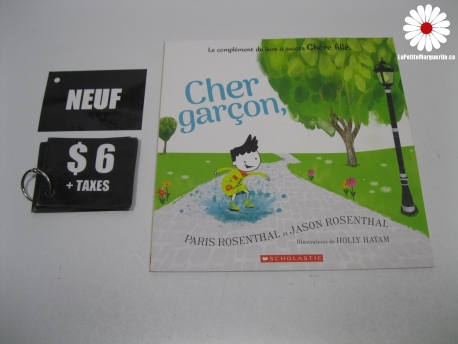 LaPetiteMarguerite.ca
Le complément du livre à succès Chère fille,
NEUF
$ 6
+ TAXES
Cher
garçon,
PARIS ROSENTHAL et JASON ROSENTHAL
Illustrations de HOLLY HATAM
SCHOLASTIC